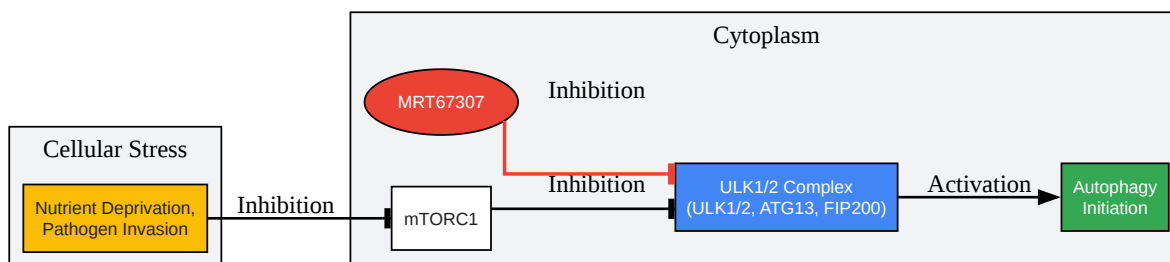 Cytoplasm
MRT67307
Inhibition
Cellular Stress
Nutrient Deprivation,
Pathogen Invasion
Inhibition
mTORC1
Inhibition
ULK1/2 Complex
(ULK1/2, ATG13, FIP200)
Activation
Autophagy
Initiation